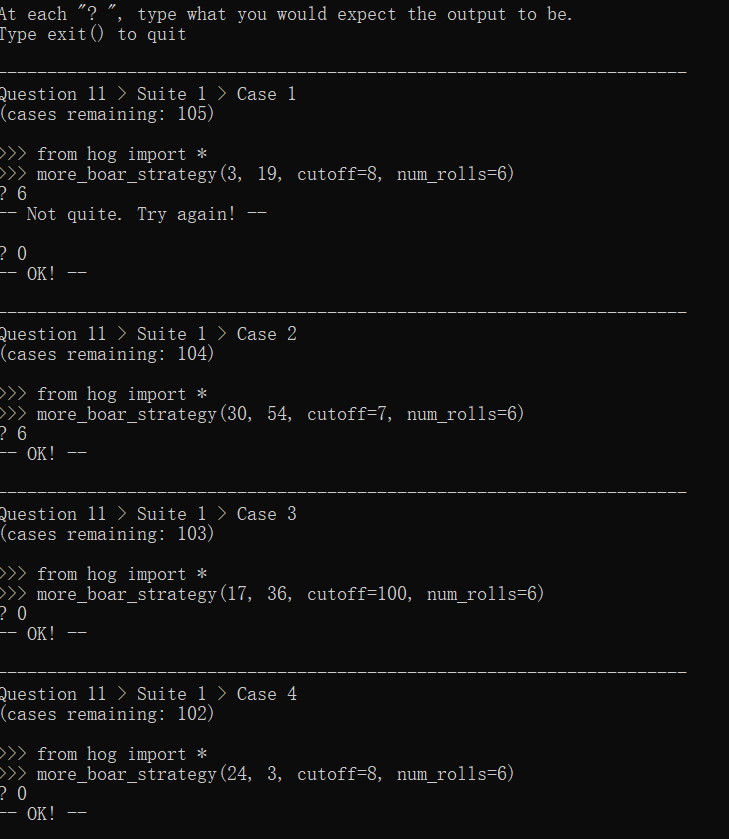 At each "? ", type what you would expect the output to be.
Type exit() to quit
---------------------------------------------------------------------
Question 11 > Suite 1 > Case 1
(cases remaining: 105)
>>> from hog import *
>>> more_boar_strategy(3, 19, cutoff=8, num_rolls=6)
? 6
-- Not quite. Try again! --
? 0
-- OK! --
---------------------------------------------------------------------
Question 11 > Suite 1 > Case 2
(cases remaining: 104)
>>> from hog import *
>>> more_boar_strategy(30, 54, cutoff=7, num_rolls=6)
? 6
-- OK! --
---------------------------------------------------------------------
Question 11 > Suite 1 > Case 3
(cases remaining: 103)
>>> from hog import *
>>> more_boar_strategy(17, 36, cutoff=100, num_rolls=6)
? 0
-- OK! --
---------------------------------------------------------------------
Question 11 > Suite 1 > Case 4
(cases remaining: 102)
>>> from hog import *
>>> more_boar_strategy(24, 3, cutoff=8, num_rolls=6)
? 0
-- OK! --